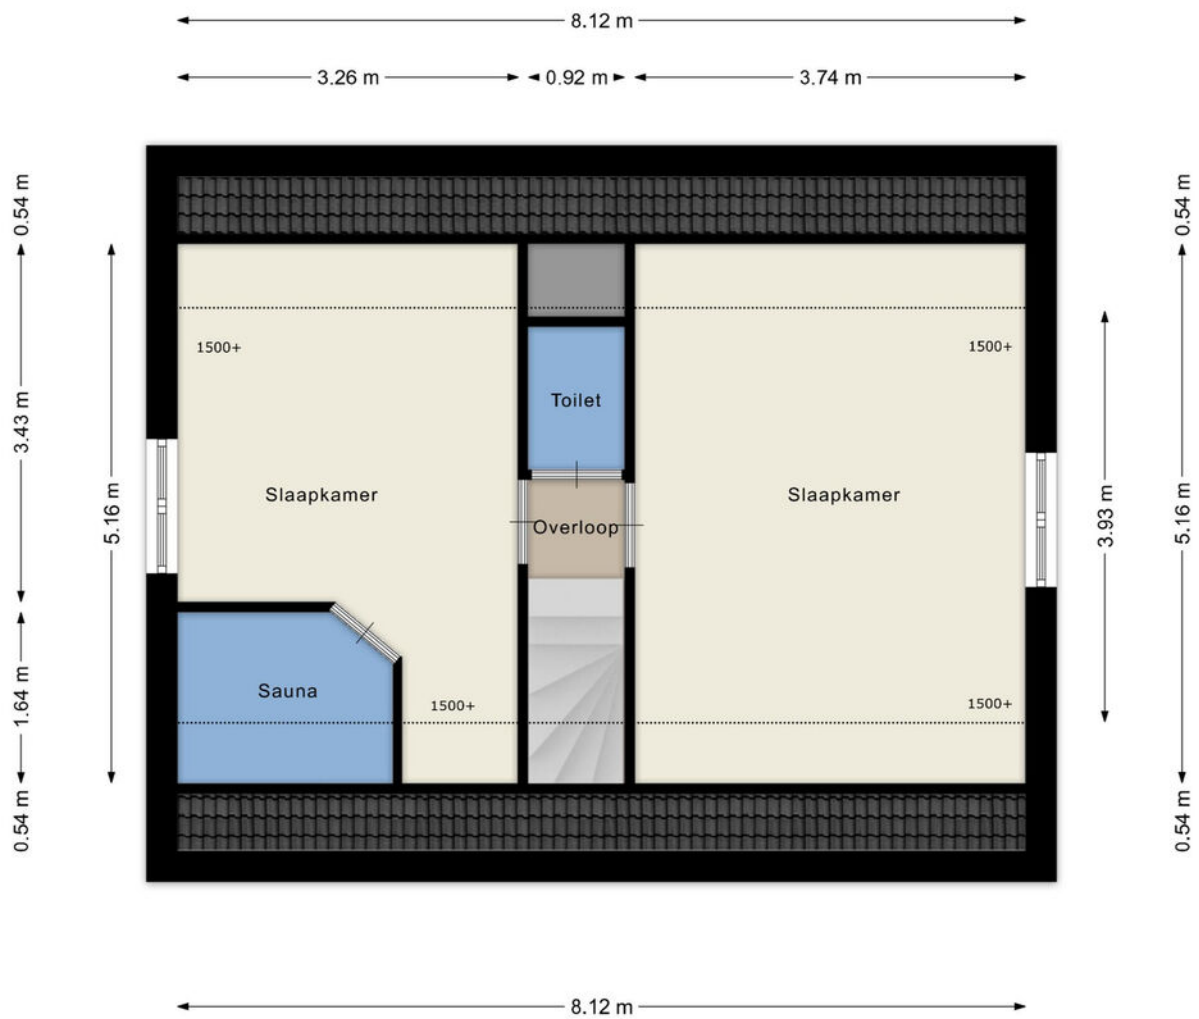 8.12 m
3.26 m
0.92 m
3.74 m
0.54 m
0.54 m
1500+
1500+
3.43 m
Toilet
Slaapkamer
Slaapkamer
5.16 m
3.93 m
5.16 m
Overloop
Sauna
1.64 m
1500+
1500+
0.54 m
0.54 m
8.12 m